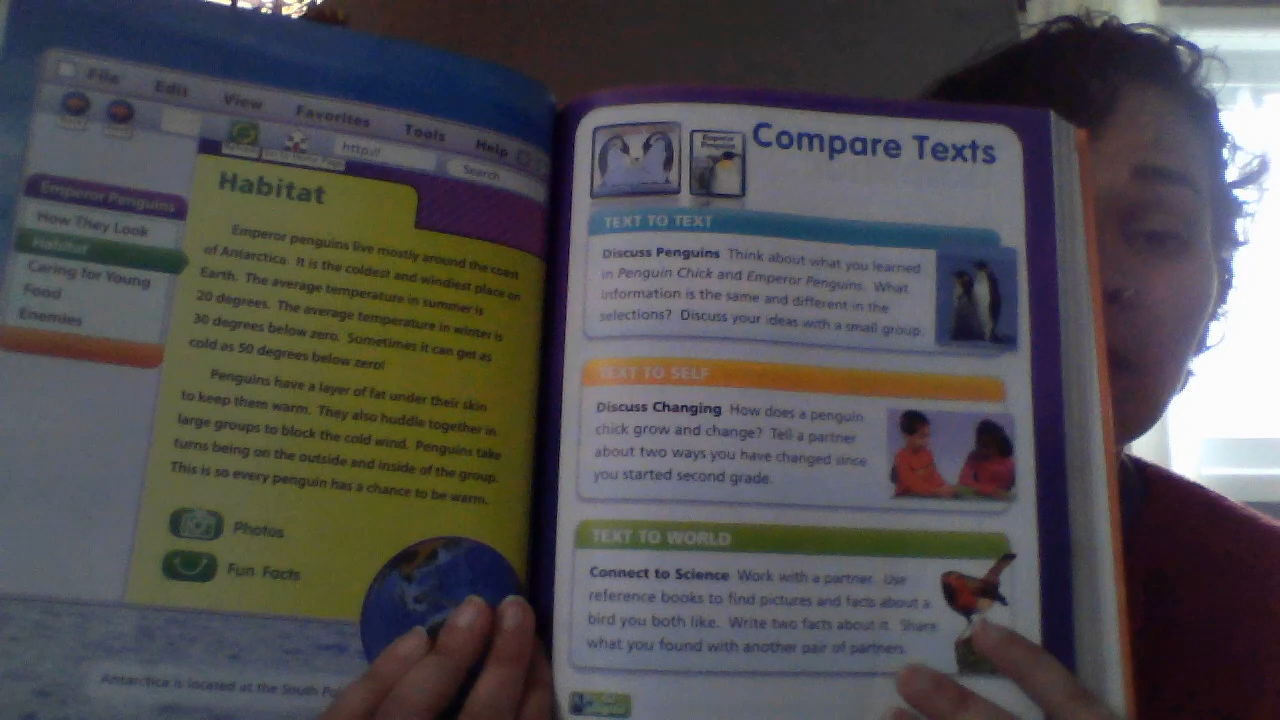 File Edit View Favorites Tools Help
http://
Search
Emperor Penguins
How They Look
Habitat
Caring for Young
Food
Enemies
Habitat
Emperor penguins live mostly around the coast
of Antarctica. It is the coldest and windiest place on
Earth. The average temperature in summer is
20 degrees. The average temperature in winter is
30 degrees below zero. Sometimes it can get as
cold as 50 degrees below zero!
Penguins have a layer of fat under their skin
to keep them warm. They also huddle together in
large groups to block the cold wind. Penguins take
turns being on the outside and inside of the group.
This is so every penguin has a chance to be warm.
Photos
Fun Facts
Antarctica is located at the South
Emperor
Penguins
Compare Texts
TEXT TO TEXT
Discuss Penguins Think about what you learned
in Penguin Chick and Emperor Penguins. What
information is the same and different in the
selections? Discuss your ideas with a small group.
TEXT TO SELF
Discuss Changing How does a penguin
chick grow and change? Tell a partner
about two ways you have changed since
you started second grade.
TEXT TO WORLD
Connect to Science Work with a partner. Use
reference books to find pictures and facts about a
bird you both like. Write two facts about it. Share
what you found with another pair of partners.